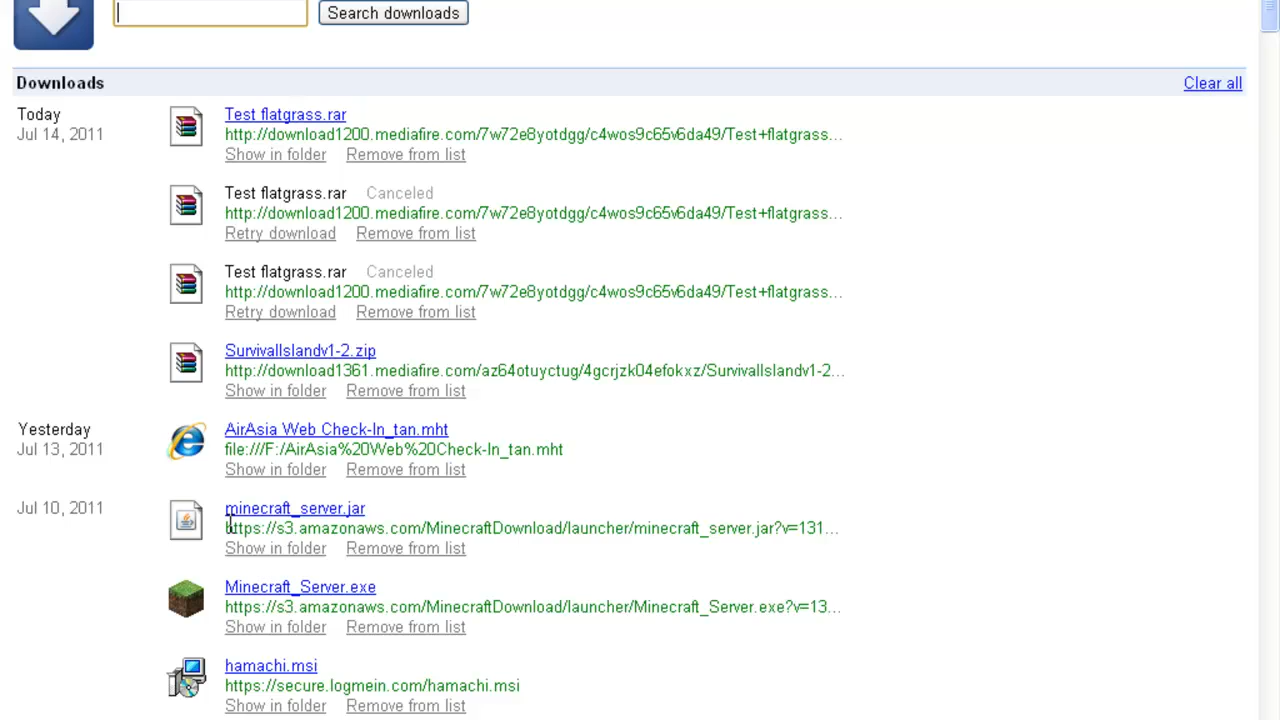 Search downloads
Downloads
Clear all
Today
Jul 14, 2011
Test flatgrass.rar
http://download1200.mediafire.com/7w72e8yotdgg/c4wos9c65v6da49/Test+flatgrass...
Show in folder Remove from list
Test flatgrass.rar Canceled
http://download1200.mediafire.com/7w72e8yotdgg/c4wos9c65v6da49/Test+flatgrass...
Retry download Remove from list
Test flatgrass.rar Canceled
http://download1200.mediafire.com/7w72e8yotdgg/c4wos9c65v6da49/Test+flatgrass...
Retry download Remove from list
SurvivalIslandv1-2.zip
http://download1361.mediafire.com/az64otuyctug/4gcrjzk04efokxz/SurvivalIslandv1-2...
Show in folder Remove from list
Yesterday
Jul 13, 2011
AirAsia Web Check-In_tan.mht
file:///F:/AirAsia%20Web%20Check-In_tan.mht
Show in folder Remove from list
Jul 10, 2011
minecraft_server.jar
https://s3.amazonaws.com/MinecraftDownload/launcher/minecraft_server.jar?v=131...
Show in folder Remove from list
Minecraft_Server.exe
https://s3.amazonaws.com/MinecraftDownload/launcher/Minecraft_Server.exe?v=13...
Show in folder Remove from list
hamachi.msi
https://secure.logmein.com/hamachi.msi
Show in folder Remove from list